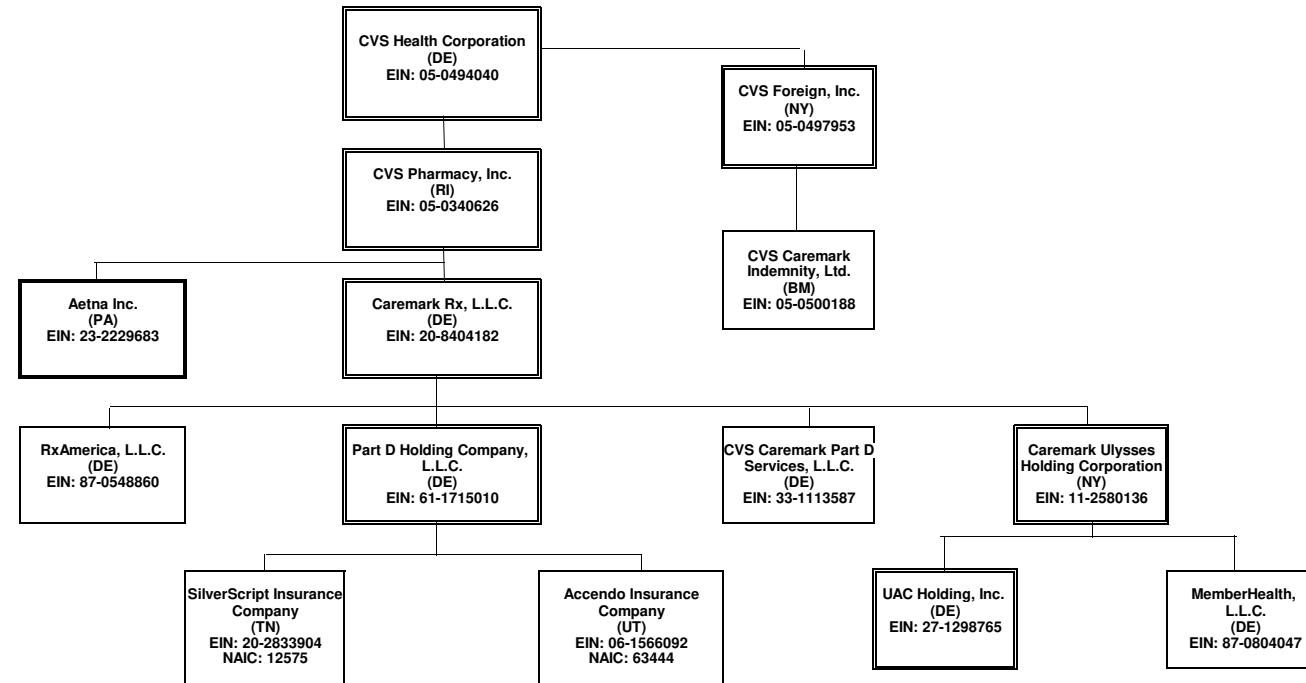 CVS Health Corporation
(DE)
EIN: 05-0494040
CVS Foreign, Inc.
(NY)
EIN: 05-0497953
CVS Pharmacy, Inc.
(RI)
EIN: 05-0340626
CVS Caremark
Indemnity, Ltd.
(BM)
EIN: 05-0500188
Aetna Inc.
(PA)
EIN: 23-2229683
Caremark Rx, L.L.C.
(DE)
EIN: 20-8404182
RxAmerica, L.L.C.
(DE)
EIN: 87-0548860
Part D Holding Company,
L.L.C.
(DE)
EIN: 61-1715010
CVS Caremark Part D
Services, L.L.C.
(DE)
EIN: 33-1113587
Caremark Ulysses
Holding Corporation
(NY)
EIN: 11-2580136
SilverScript Insurance
Company
(TN)
EIN: 20-2833904
NAIC: 12575
Accendo Insurance
Company
(UT)
EIN: 06-1566092
NAIC: 63444
UAC Holding, Inc.
(DE)
EIN: 27-1298765
MemberHealth,
L.L.C.
(DE)
EIN: 87-0804047